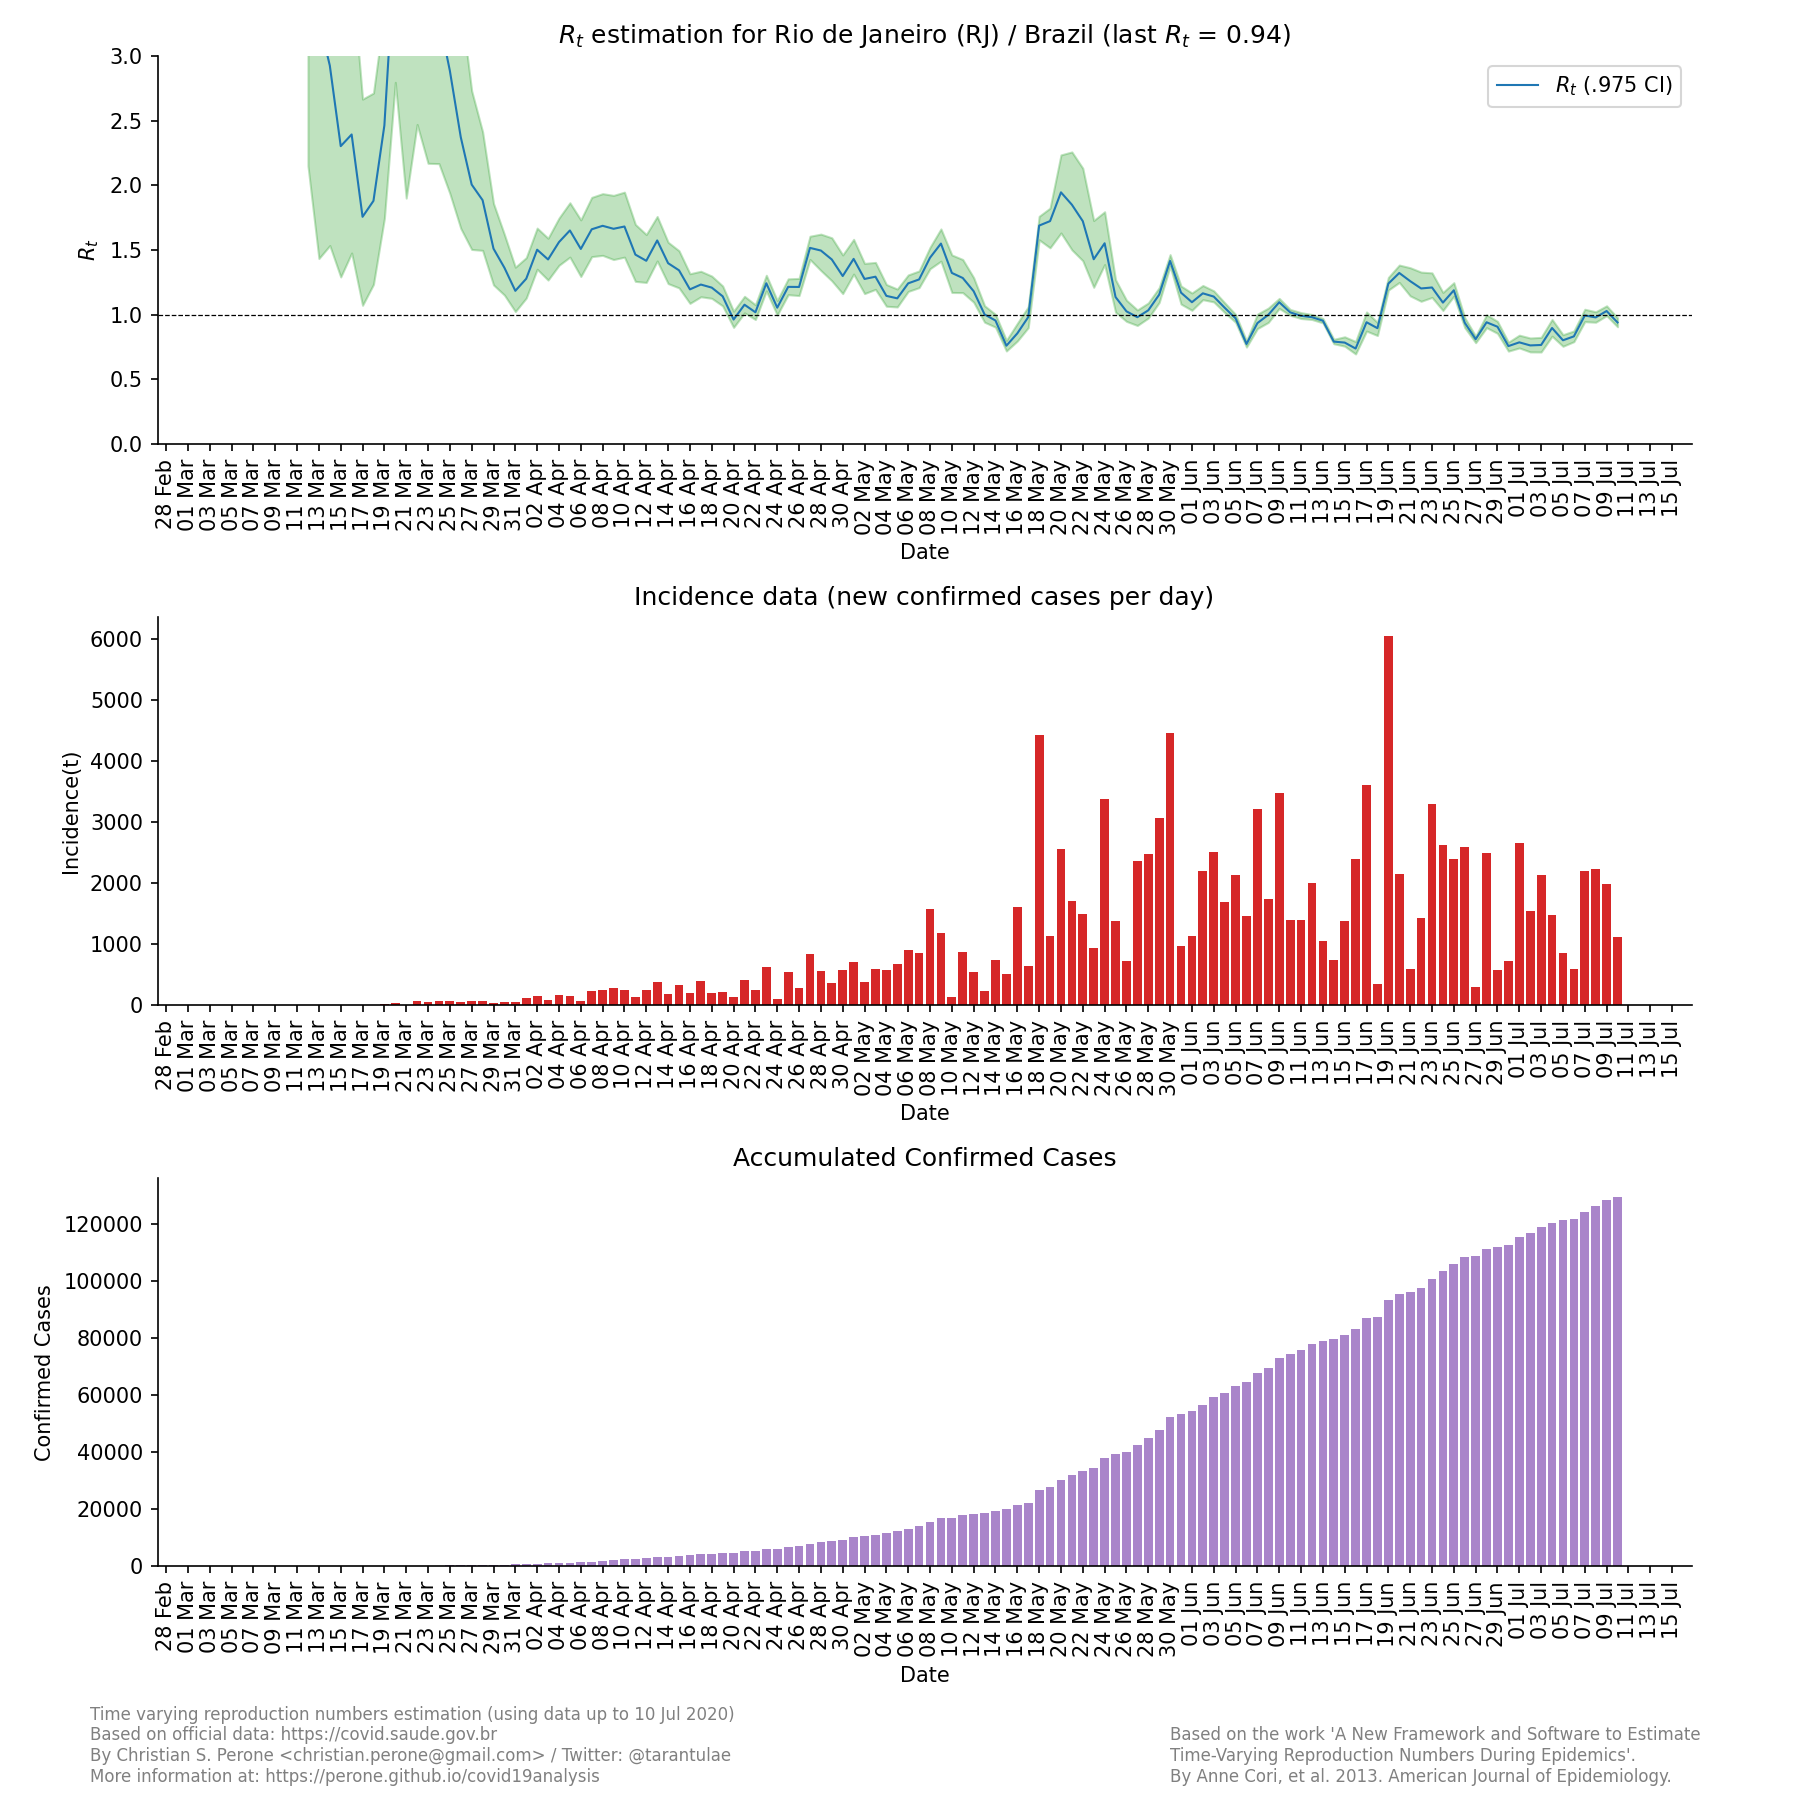 Rt estimation for Rio de Janeiro (RJ) / Brazil (last Rt = 0.94)
3.0
2.5
2.0
1.5
1.0
0.5
0.0
Rt
Rt (.975 CI)
28 Feb 01 Mar 03 Mar 05 Mar 07 Mar 09 Mar 11 Mar 13 Mar 15 Mar 17 Mar 19 Mar 21 Mar 23 Mar 25 Mar 27 Mar 29 Mar 31 Mar 02 Apr 04 Apr 06 Apr 08 Apr 10 Apr 12 Apr 14 Apr 16 Apr 18 Apr 20 Apr 22 Apr 24 Apr 26 Apr 28 Apr 30 Apr 02 May 04 May 06 May 08 May 10 May 12 May 14 May 16 May 18 May 20 May 22 May 24 May 26 May 28 May 30 May 01 Jun 03 Jun 05 Jun 07 Jun 09 Jun 11 Jun 13 Jun 15 Jun 17 Jun 19 Jun 21 Jun 23 Jun 25 Jun 27 Jun 29 Jun 01 Jul 03 Jul 05 Jul 07 Jul 09 Jul 11 Jul 13 Jul 15 Jul
Date
Incidence data (new confirmed cases per day)
6000
5000
4000
3000
2000
1000
0
Incidence(t)
28 Feb 01 Mar 03 Mar 05 Mar 07 Mar 09 Mar 11 Mar 13 Mar 15 Mar 17 Mar 19 Mar 21 Mar 23 Mar 25 Mar 27 Mar 29 Mar 31 Mar 02 Apr 04 Apr 06 Apr 08 Apr 10 Apr 12 Apr 14 Apr 16 Apr 18 Apr 20 Apr 22 Apr 24 Apr 26 Apr 28 Apr 30 Apr 02 May 04 May 06 May 08 May 10 May 12 May 14 May 16 May 18 May 20 May 22 May 24 May 26 May 28 May 30 May 01 Jun 03 Jun 05 Jun 07 Jun 09 Jun 11 Jun 13 Jun 15 Jun 17 Jun 19 Jun 21 Jun 23 Jun 25 Jun 27 Jun 29 Jun 01 Jul 03 Jul 05 Jul 07 Jul 09 Jul 11 Jul 13 Jul 15 Jul
Date
Accumulated Confirmed Cases
120000
100000
80000
60000
40000
20000
0
Confirmed Cases
28 Feb 01 Mar 03 Mar 05 Mar 07 Mar 09 Mar 11 Mar 13 Mar 15 Mar 17 Mar 19 Mar 21 Mar 23 Mar 25 Mar 27 Mar 29 Mar 31 Mar 02 Apr 04 Apr 06 Apr 08 Apr 10 Apr 12 Apr 14 Apr 16 Apr 18 Apr 20 Apr 22 Apr 24 Apr 26 Apr 28 Apr 30 Apr 02 May 04 May 06 May 08 May 10 May 12 May 14 May 16 May 18 May 20 May 22 May 24 May 26 May 28 May 30 May 01 Jun 03 Jun 05 Jun 07 Jun 09 Jun 11 Jun 13 Jun 15 Jun 17 Jun 19 Jun 21 Jun 23 Jun 25 Jun 27 Jun 29 Jun 01 Jul 03 Jul 05 Jul 07 Jul 09 Jul 11 Jul 13 Jul 15 Jul
Date
Time varying reproduction numbers estimation (using data up to 10 Jul 2020)
Based on official data: https://covid.saude.gov.br
By Christian S. Perone <christian.perone@gmail.com> / Twitter: @tarantulae
More information at: https://perone.github.io/covid19analysis
Based on the work 'A New Framework and Software to Estimate
Time-Varying Reproduction Numbers During Epidemics'.
By Anne Cori, et al. 2013. American Journal of Epidemiology.